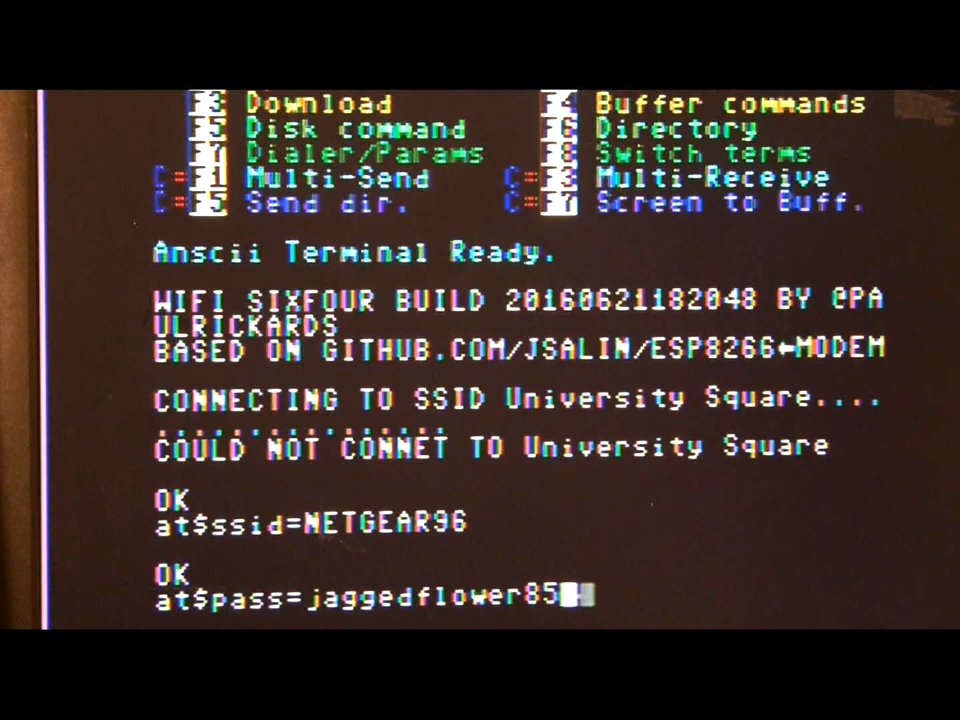 F3 Download F4 Buffer commands
F5 Disk command F6 Directory
F7 Dialer/Params F8 Switch terms
C=F1 Multi-Send C=F3 Multi-Receive
C=F5 Send dir. C=F7 Screen to Buff.
Anscii Terminal Ready.
WIFI SIXFOUR BUILD 20160621182048 BY @PA
ULRICKARDS
BASED ON GITHUB.COM/JSALIN/ESP8266←MODEM
CONNECTING TO SSID University Square....
................
COULD NOT CONNET TO University Square
OK
at$ssid=NETGEAR96
OK
at$pass=jaggedflower85